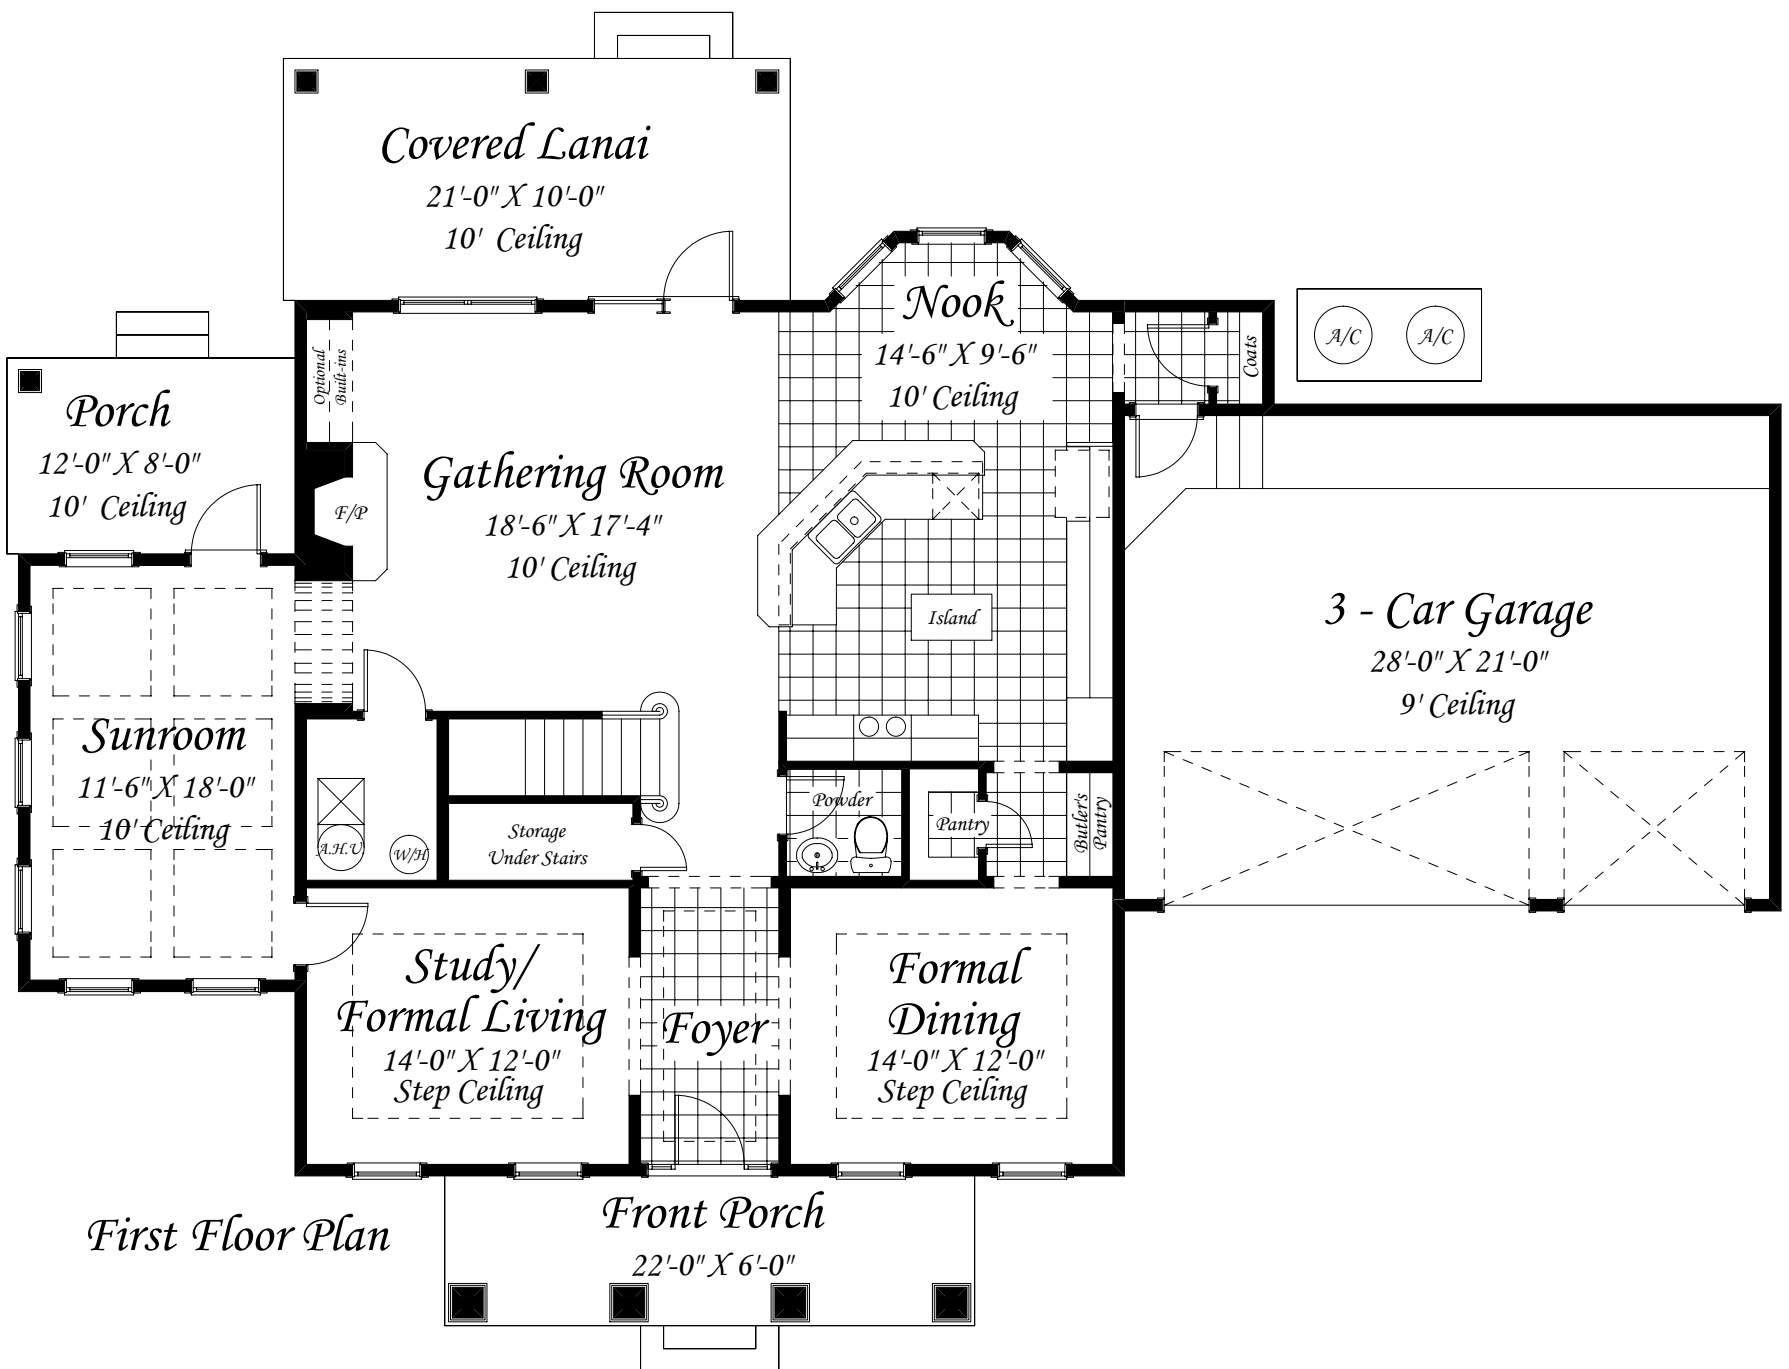 Covered Lanai
21'-0" X 10'-0"
10' Ceiling
Nook
14'-6" X 9'-6"
10' Ceiling
Coats
A/C
A/C
Optional
Built-ins
Porch
12'-0" X 8'-0"
10' Ceiling
Gathering Room
18'-6" X 17'-4"
10' Ceiling
F/P
Island
3 - Car Garage
28'-0" X 21'-0"
9' Ceiling
Sunroom
11'-6" X 18'-0"
10' Ceiling
A.H.U
W/H
Storage
Under Stairs
Powder
Pantry
Butler's
Pantry
Study/
Formal Living
14'-0" X 12'-0"
Step Ceiling
Foyer
Formal
Dining
14'-0" X 12'-0"
Step Ceiling
First Floor Plan
Front Porch
22'-0" X 6'-0"